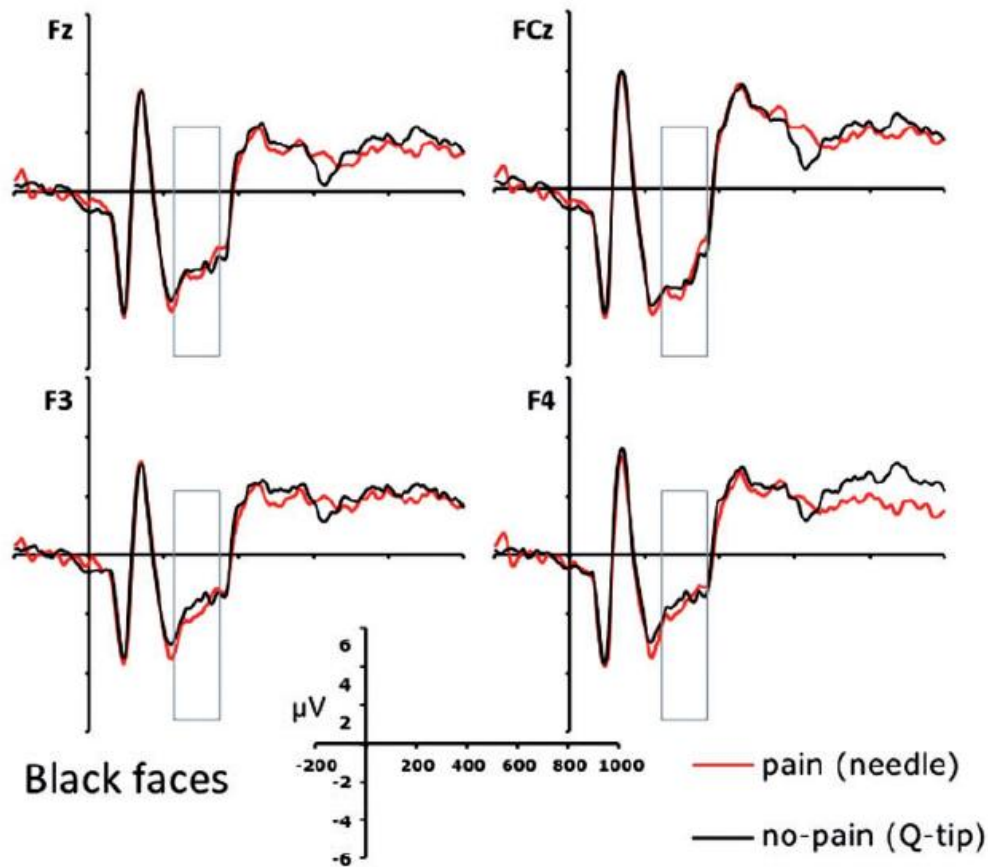 Fz
FCz
F3
F4
μV
6
4
2
-200 200 400 600 800 1000
-2
-4
-6
Black faces
pain (needle)
no-pain (Q-tip)